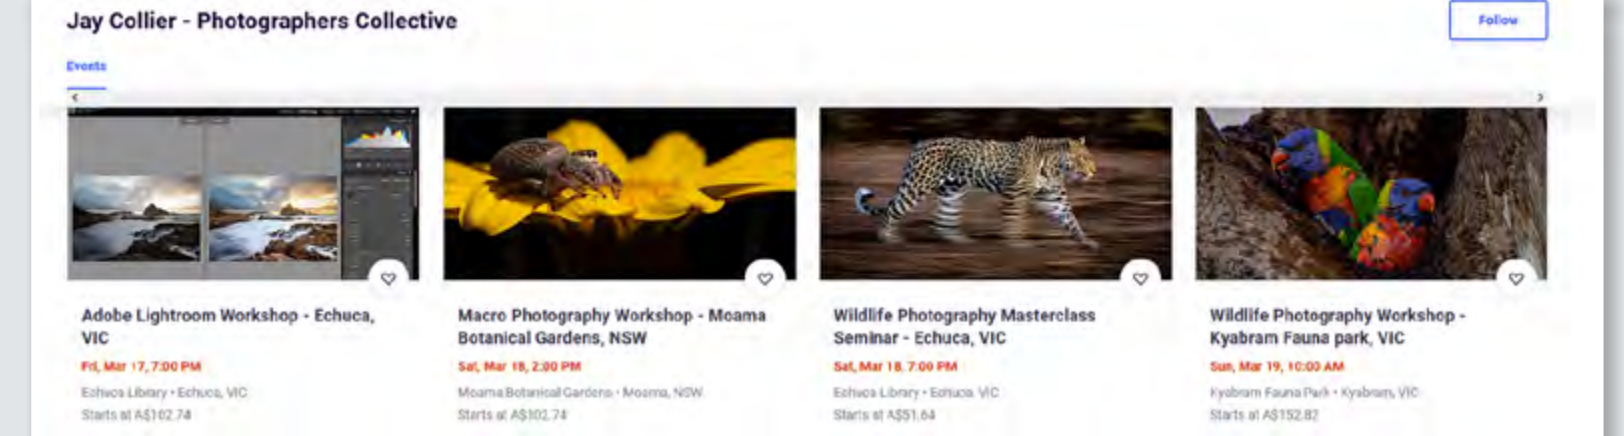 Jay Collier - Photographers Collective
Follow
Events
Adobe Lightroom Workshop - Echuca,
VIC
Fri, Mar 17, 7:00 PM
Echuca Library • Echuca, VIC
Starts at A$102.74
Macro Photography Workshop - Moama
Botanical Gardens, NSW
Sat, Mar 18, 2:00 PM
Moama Botanical Gardens • Moama, NSW
Starts at A$102.74
Wildlife Photography Masterclass
Seminar - Echuca, VIC
Sat, Mar 18, 7:00 PM
Echuca Library • Echuca, VIC
Starts at A$51.64
Wildlife Photography Workshop -
Kyabram Fauna park, VIC
Sun, Mar 19, 10:00 AM
Kyabram Fauna Park • Kyabram, VIC
Starts at A$152.82